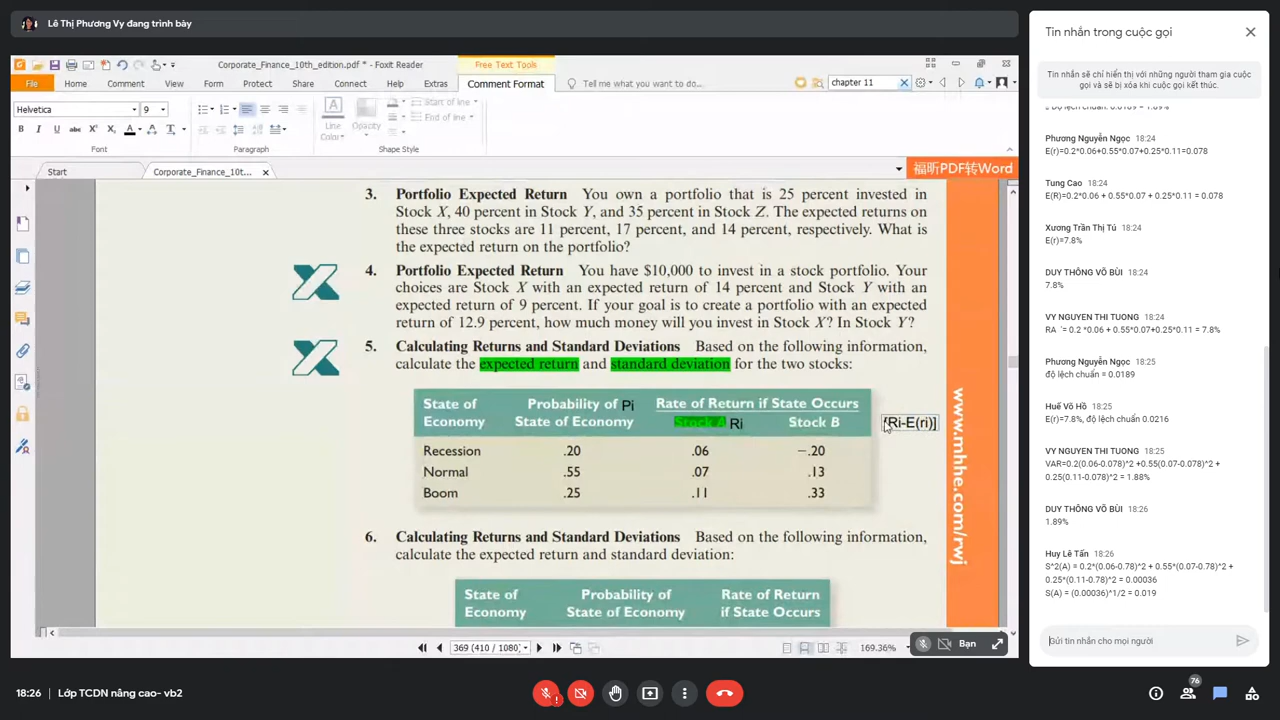 Lê Thị Phương Vy đang trình bày
Corporate_Finance_10th_edition.pdf * - Foxit Reader
Free Text Tools
File
Home
Comment
View
Form
Protect
Share
Connect
Help
Extras
Comment Format
Tell me what you want to do..
chapter 11
Helvetica
9
Line
Color
Opacity
Start of line
End of line
Font
Paragraph
Shape Style
Start
Corporate_Finance_10t...
福昕PDF转Word
3. Portfolio Expected Return You own a portfolio that is 25 percent invested in
Stock X, 40 percent in Stock Y, and 35 percent in Stock Z. The expected returns on
these three stocks are 11 percent, 17 percent, and 14 percent, respectively. What is
the expected return on the portfolio?
4. Portfolio Expected Return You have $10,000 to invest in a stock portfolio. Your
choices are Stock X with an expected return of 14 percent and Stock Y with an
expected return of 9 percent. If your goal is to create a portfolio with an expected
return of 12.9 percent, how much money will you invest in Stock X? In Stock Y?
5. Calculating Returns and Standard Deviations Based on the following information,
calculate the expected return and standard deviation for the two stocks:
State of
Economy
Probability of Pi
State of Economy
Rate of Return if State Occurs
Stock A Ri
Stock B
[Ri-E(ri)]
Recession .20 .06 −.20
Normal .55 .07 .13
Boom .25 .11 .33
www.mhhe.com/rwj
6. Calculating Returns and Standard Deviations Based on the following information,
calculate the expected return and standard deviation:
State of
Economy
Probability of
State of Economy
Rate of Return
if State Occurs
369 (410 / 1080)
169.36%
Bạn
18:26
Lớp TCDN nâng cao- vb2
76
Tin nhắn trong cuộc gọi
Tin nhắn sẽ chỉ hiển thị với những người tham gia cuộc
gọi và sẽ bị xóa khi cuộc gọi kết thúc.
Phương Nguyễn Ngọc 18:24
E(r)=0.2*0.06+0.55*0.07+0.25*0.11=0.078
Tung Cao 18:24
E(R)=0.2*0.06 + 0.55*0.07 + 0.25*0.11 = 0.078
Xương Trần Thị Tú 18:24
E(r)=7.8%
DUY THÔNG VÕ BÙI 18:24
7.8%
VY NGUYEN THI TUONG 18:24
RA `= 0.2 *0.06 + 0.55*0.07+0.25*0.11 = 7.8%
Phương Nguyễn Ngọc 18:25
độ lệch chuẩn = 0.0189
Huế Võ Hồ 18:25
E(r)=7.8%, độ lệch chuẩn 0.0216
VY NGUYEN THI TUONG 18:25
VAR=0.2(0.06-0.078)^2 +0.55(0.07-0.078)^2 +
0.25(0.11-0.078)^2 = 1.88%
DUY THÔNG VÕ BÙI 18:26
1.89%
Huy Lê Tấn 18:26
S^2(A) = 0.2*(0.06-0.78)^2 + 0.55*(0.07-0.78)^2 +
0.25*(0.11-0.78)^2 = 0.00036
S(A) = (0.00036)^1/2 = 0.019
Gửi tin nhắn cho mọi người